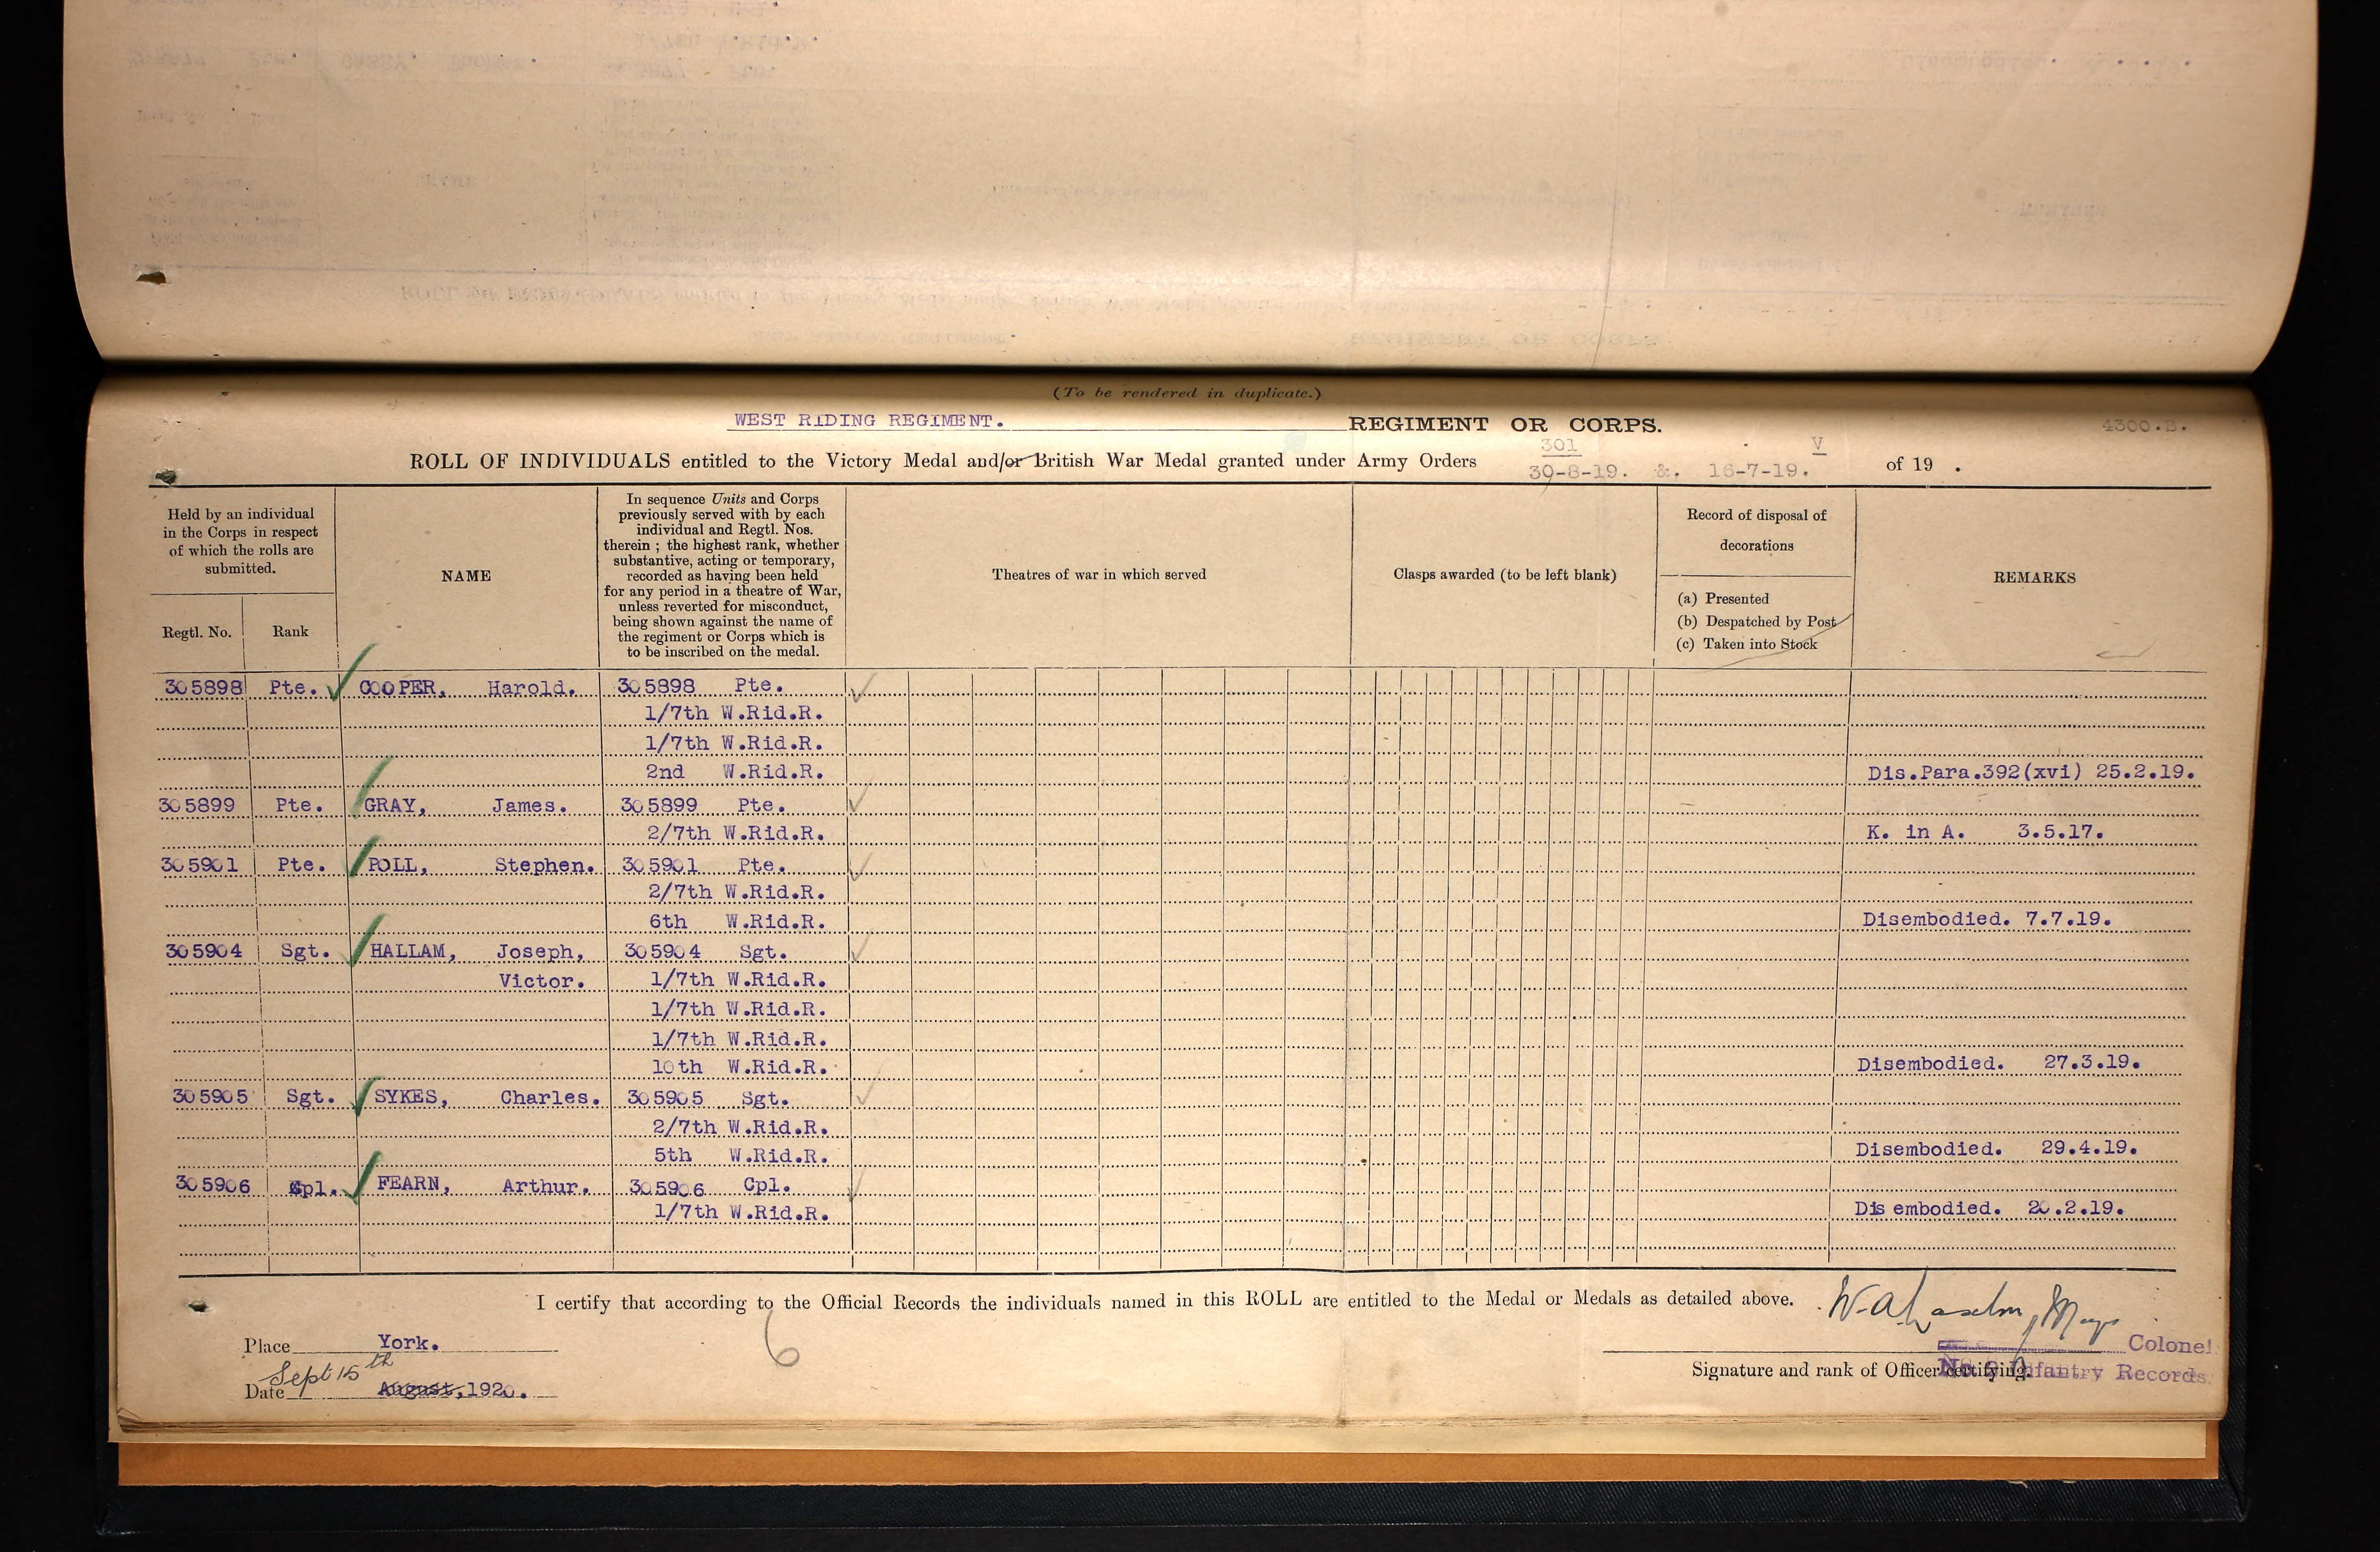 (To be rendered in duplicate.)
WEST RIDING REGIMENT. REGIMENT OR CORPS. 4300.B.
ROLL OF INDIVIDUALS entitled to the Victory Medal and/or British War Medal granted under Army Orders 301 30-8-19. &. V 16-7-19. of 19 .
Held by an individual in the Corps in respect of which the rolls are submitted.
Regtl. No. Rank
NAME
In sequence Units and Corps
previously served with by each
individual and Regtl. Nos.
therein ; the highest rank, whether
substantive, acting or temporary,
recorded as having been held
for any period in a theatre of War,
unless reverted for misconduct,
being shown against the name of
the regiment or Corps which is
to be inscribed on the medal.
Theatres of war in which served
Clasps awarded (to be left blank)
Record of disposal of
decorations
(a) Presented
(b) Despatched by Post
(c) Taken into Stock
REMARKS
305898 Pte. COOPER, Harold. 305898 Pte.
1/7th W.Rid.R.
1/7th W.Rid.R.
2nd W.Rid.R. Dis.Para.392(xvi) 25.2.19.
305899 Pte. GRAY, James. 305899 Pte.
2/7th W.Rid.R. K. in A. 3.5.17.
305901 Pte. POLL, Stephen. 305901 Pte.
2/7th W.Rid.R.
6th W.Rid.R. Disembodied. 7.7.19.
305904 Sgt. HALLAM, Joseph, 305904 Sgt.
Victor. 1/7th W.Rid.R.
1/7th W.Rid.R.
1/7th W.Rid.R.
10th W.Rid.R. Disembodied. 27.3.19.
305905 Sgt. SYKES, Charles. 305905 Sgt.
2/7th W.Rid.R.
5th W.Rid.R. Disembodied. 29.4.19.
305906 Cpl. FEARN, Arthur. 305906 Cpl.
1/7th W.Rid.R. Disembodied. 20.2.19.
I certify that according to the Official Records the individuals named in this ROLL are entitled to the Medal or Medals as detailed above.
Place York.
6
Colonel
Date Sept 15th August, 1920.
Signature and rank of Officer certifying.
Infantry Records.